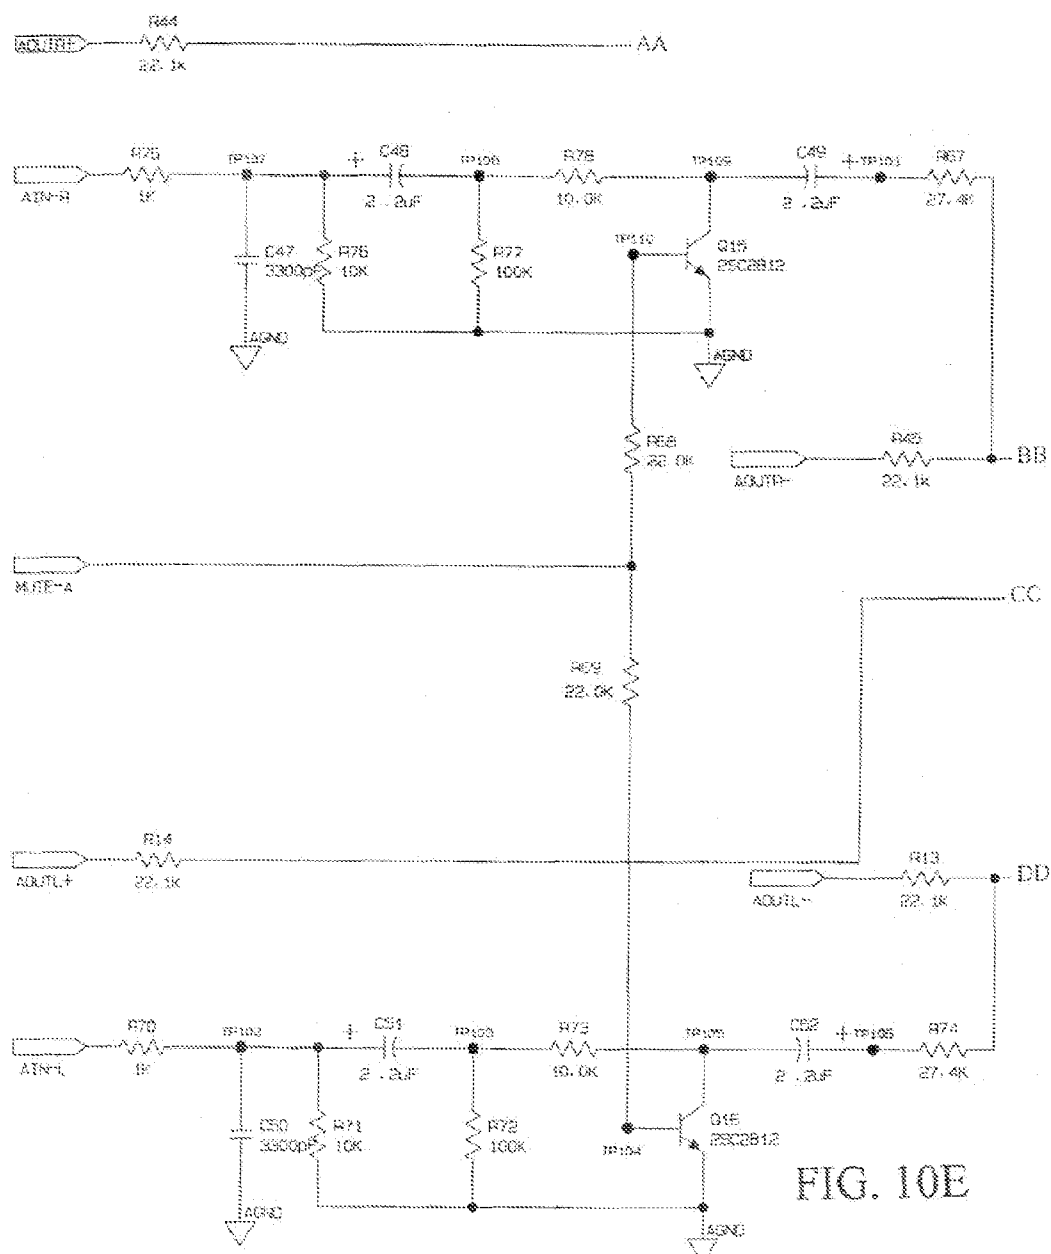 R44
AOUTR+
22.1k
AA
R75
TP107
+
C48
TP106
R78
TP109
C49
+
TP101
R67
AIN-R
1K
2.2uF
10.0K
2.2uF
27.4K
C47
3300pF
R76
10K
R77
100K
TP110
Q15
2SC2812
AGND
AGND
R68
22.0K
R45
BB
AOUTR-
22.1k
MUTE-A
CC
R69
22.0K
R14
AOUTL+
22.1k
R13
DD
AOUTL-
22.1k
R70
TP102
+
C51
TP103
R73
TP105
C52
+
R74
AIN-L
1K
2.2uF
10.0K
2.2uF
27.4K
C50
3300pF
R71
10K
R72
100K
TP104
Q16
2SC2812
AGND
AGND
FIG. 10E